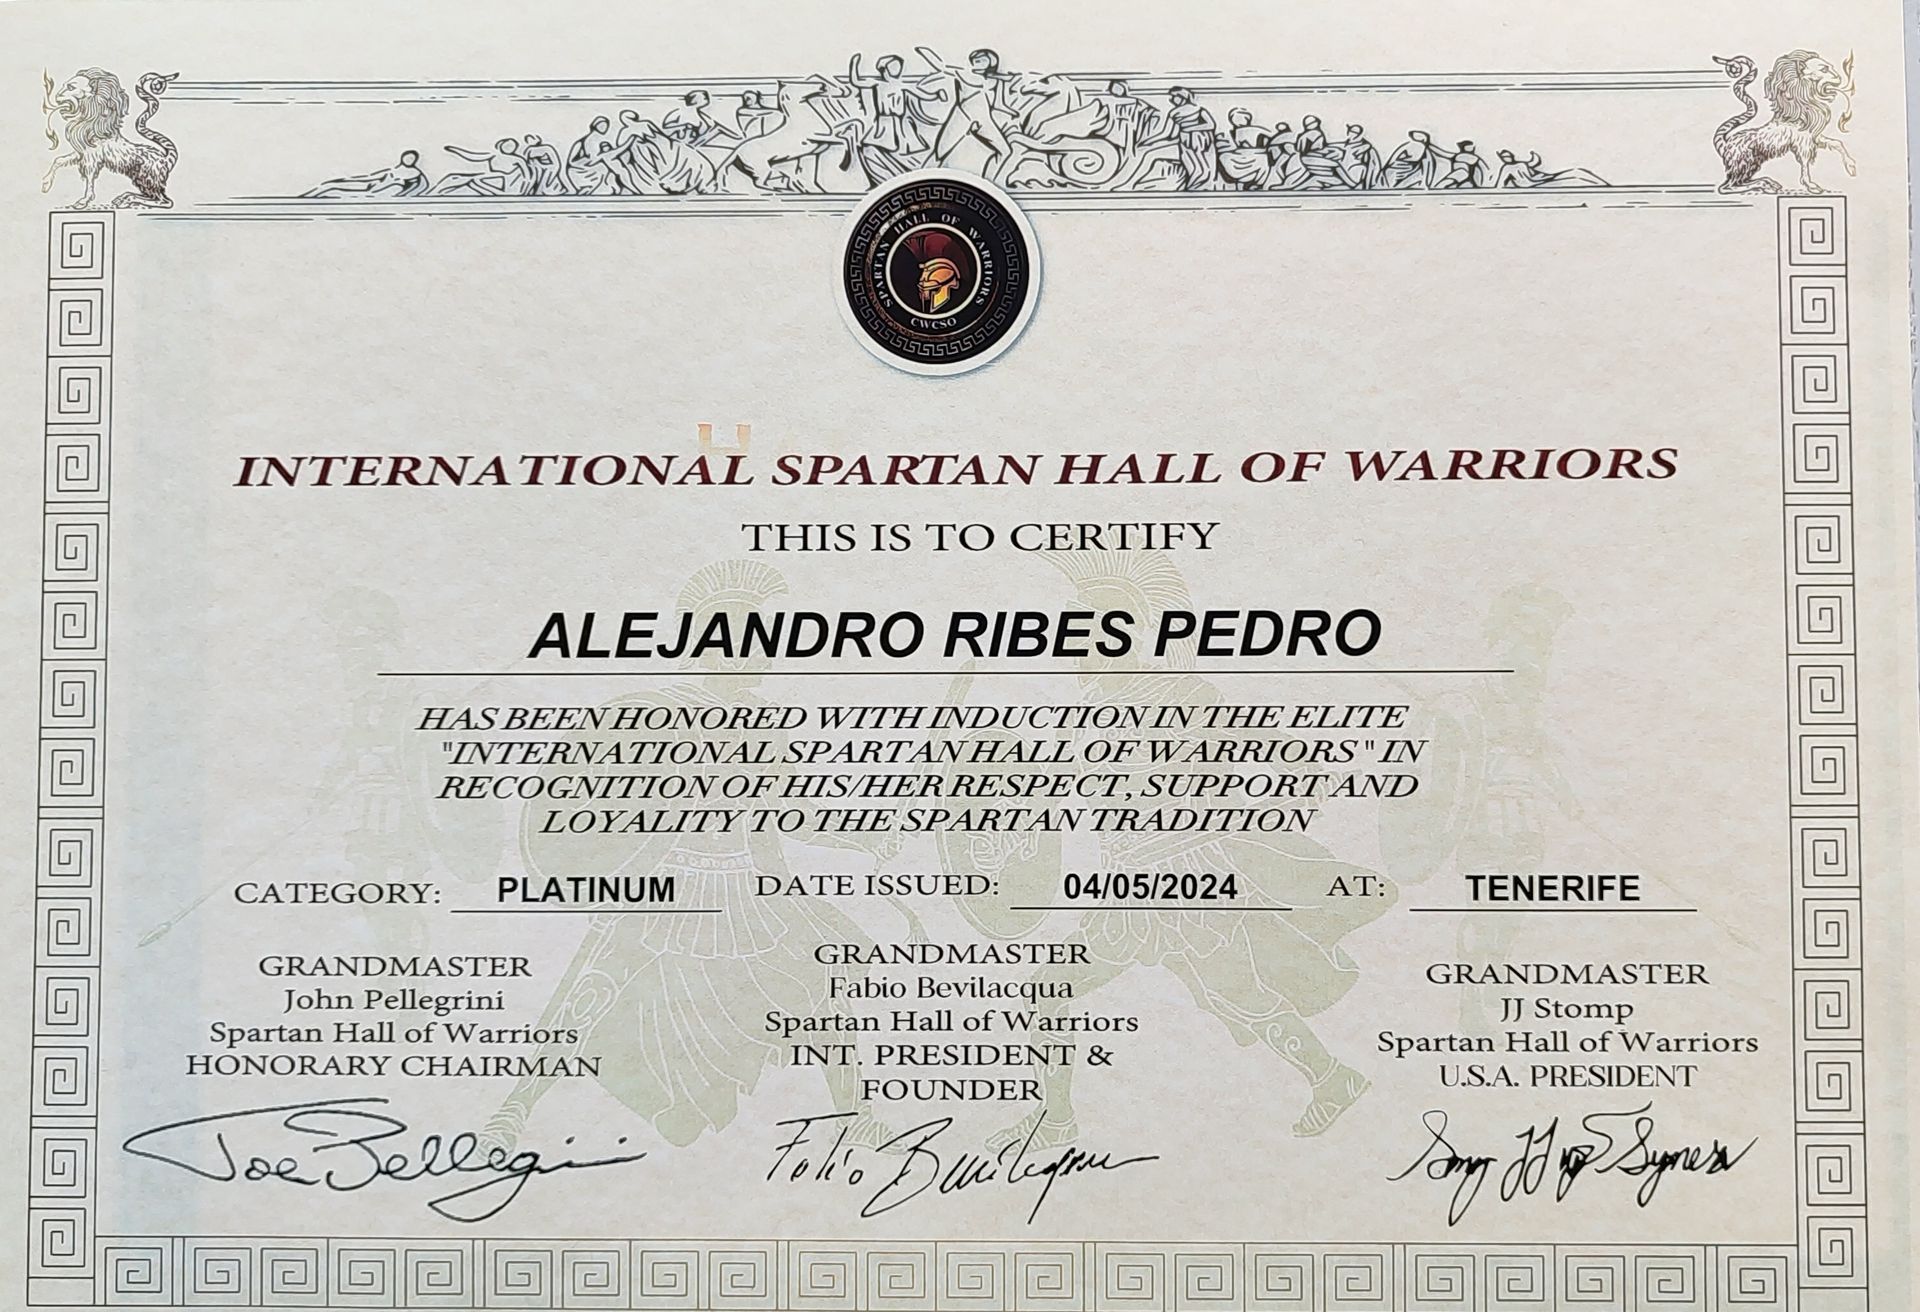 SPARTAN HALL OF WARRIORS
CWCSO
INTERNATIONAL SPARTAN HALL OF WARRIORS
THIS IS TO CERTIFY
ALEJANDRO RIBES PEDRO
HAS BEEN HONORED WITH INDUCTION IN THE ELITE
"INTERNATIONAL SPARTAN HALL OF WARRIORS" IN
RECOGNITION OF HIS/HER RESPECT, SUPPORT AND
LOYALITY TO THE SPARTAN TRADITION
CATEGORY: PLATINUM DATE ISSUED: 04/05/2024 AT: TENERIFE
GRANDMASTER
John Pellegrini
Spartan Hall of Warriors
HONORARY CHAIRMAN
GRANDMASTER
Fabio Bevilacqua
Spartan Hall of Warriors
INT. PRESIDENT &
FOUNDER
GRANDMASTER
JJ Stomp
Spartan Hall of Warriors
U.S.A. PRESIDENT